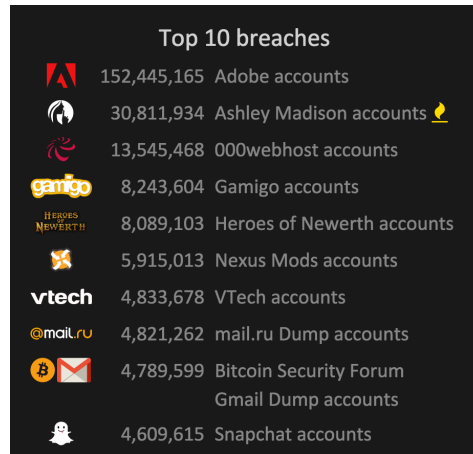 Top 10 breaches
152,445,165 Adobe accounts
30,811,934 Ashley Madison accounts
13,545,468 000webhost accounts
gamigo 8,243,604 Gamigo accounts
HEROES OF NEWERTH 8,089,103 Heroes of Newerth accounts
5,915,013 Nexus Mods accounts
vtech 4,833,678 VTech accounts
@mail.ru 4,821,262 mail.ru Dump accounts
4,789,599 Bitcoin Security Forum
Gmail Dump accounts
4,609,615 Snapchat accounts